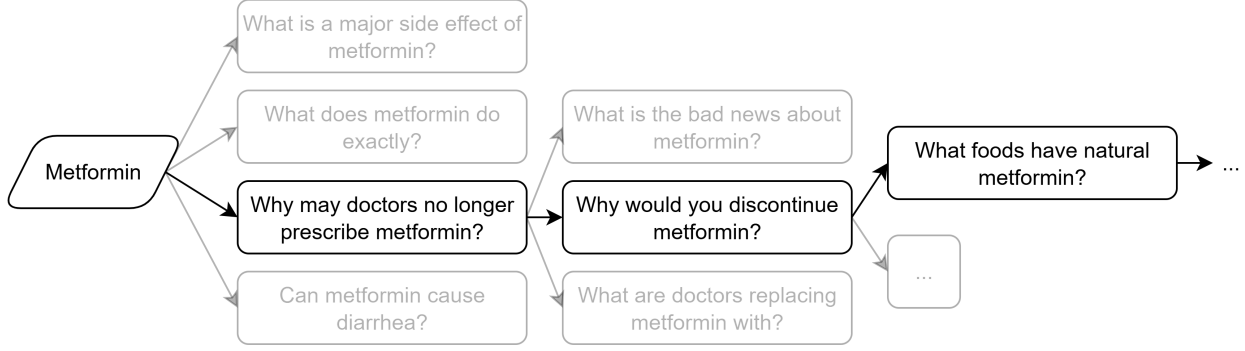 Metformin
What is a major side effect of
metformin?
What does metformin do
exactly?
Why may doctors no longer
prescribe metformin?
Can metformin cause
diarrhea?
What is the bad news about
metformin?
Why would you discontinue
metformin?
What are doctors replacing
metformin with?
What foods have natural
metformin?
...
...